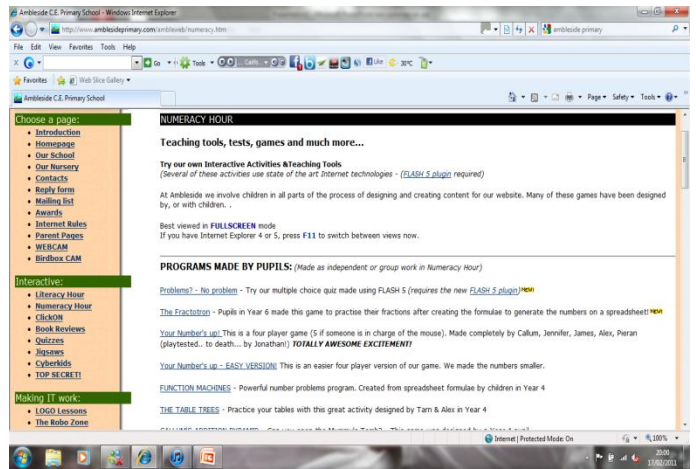 Ambleside C.E. Primary School - Windows Internet Explorer
http://www.amblesideprimary.com/ambleweb/numeracy.htm
ambleside primary
File Edit View Favorites Tools Help
Go Tools 30°C
Favorites Web Slice Gallery
Ambleside C.E. Primary School
Page Safety Tools
Choose a page:
Introduction
Homepage
Our School
Our Nursery
Contacts
Reply form
Mailing list
Awards
Internet Rules
Parent Pages
WEBCAM
Birdbox CAM
Interactive:
Literacy Hour
Numeracy Hour
ClickON
Book Reviews
Quizzes
Jigsaws
Cyberkids
TOP SECRET!
Making IT work:
LOGO Lessons
The Robo Zone
NUMERACY HOUR
Teaching tools, tests, games and much more...
Try our own Interactive Activities &Teaching Tools
(Several of these activities use state of the art Internet technologies - (FLASH 5 plugin required)
At Ambleside we involve children in all parts of the process of designing and creating content for our website. Many of these games have been designed
by, or with children. .
Best viewed in FULLSCREEN mode
If you have Internet Explorer 4 or 5, press F11 to switch between views now.
PROGRAMS MADE BY PUPILS: (Made as independent or group work in Numeracy Hour)
Problems? - No problem - Try our multiple choice quiz made using FLASH 5 (requires the new FLASH 5 plugin) NEW!
The Fractotron - Pupils in Year 6 made this game to practise their fractions after creating the formulae to generate the numbers on a spreadsheet! NEW!
Your Number's up! This is a four player game (5 if someone is in charge of the mouse). Made completely by Callum, Jennifer, James, Alex, Pieran
(playtested.. to death... by Jonathan!) TOTALLY AWESOME EXCITEMENT!
Your Number's up - EASY VERSION! This is an easier four player version of our game. We made the numbers smaller.
FUNCTION MACHINES - Powerful number problems program. Created from spreadsheet formulae by children in Year 4
THE TABLE TREES - Practice your tables with this great activity designed by Tarn & Alex in Year 4
Internet | Protected Mode: On 100%
20:00
17/02/2011